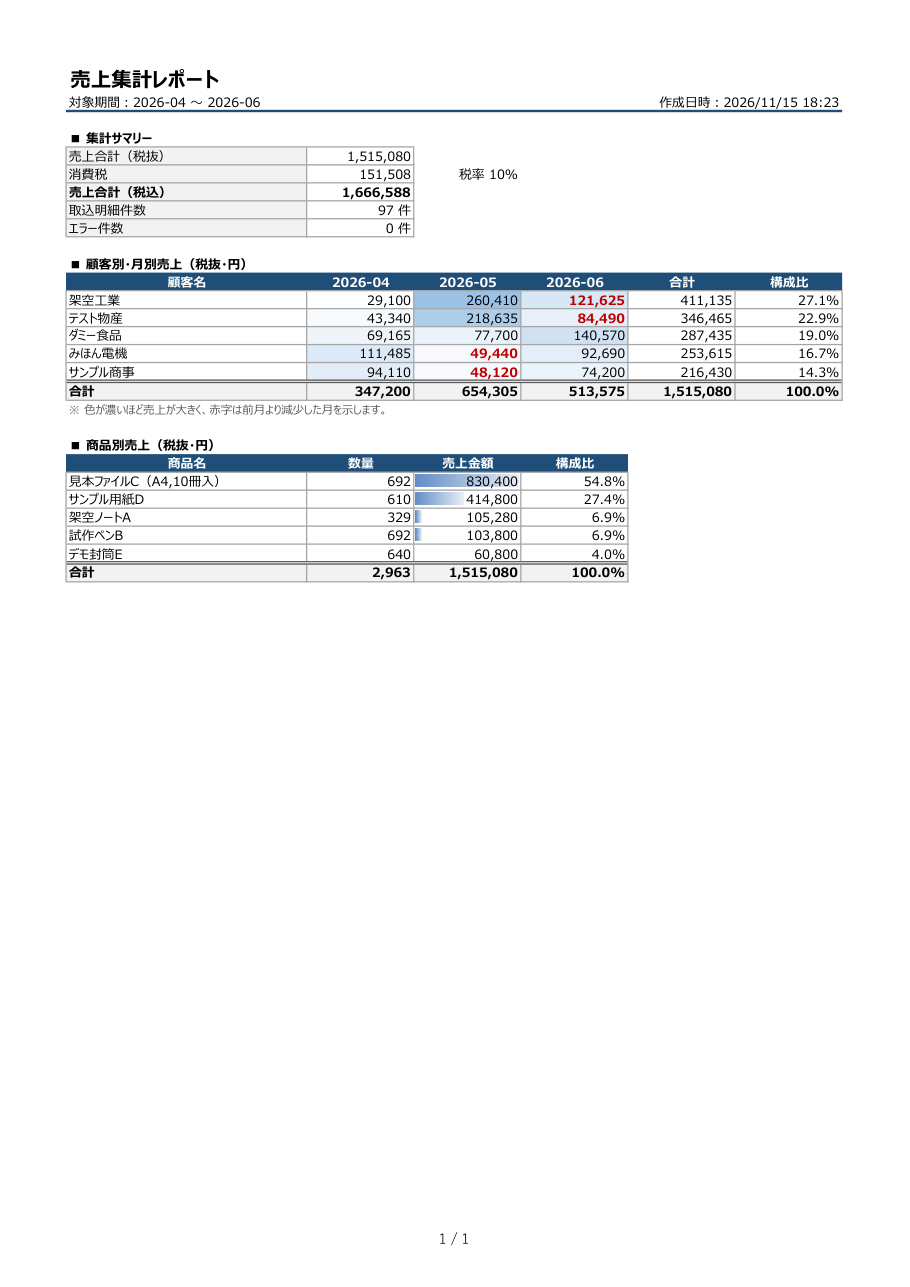 売上集計レポート
対象期間：2026-04 ～ 2026-06 作成日時：2026/11/15 18:23
■ 集計サマリー
売上合計（税抜） 1,515,080
消費税 151,508 税率 10%
売上合計（税込） 1,666,588
取込明細件数 97 件
エラー件数 0 件
■ 顧客別・月別売上（税抜・円）
顧客名 2026-04 2026-05 2026-06 合計 構成比
架空工業 29,100 260,410 121,625 411,135 27.1%
テスト物産 43,340 218,635 84,490 346,465 22.9%
ダミー食品 69,165 77,700 140,570 287,435 19.0%
みほん電機 111,485 49,440 92,690 253,615 16.7%
サンプル商事 94,110 48,120 74,200 216,430 14.3%
合計 347,200 654,305 513,575 1,515,080 100.0%
※ 色が濃いほど売上が大きく、赤字は前月より減少した月を示します。
■ 商品別売上（税抜・円）
商品名 数量 売上金額 構成比
見本ファイルC（A4,10冊入） 692 830,400 54.8%
サンプル用紙D 610 414,800 27.4%
架空ノートA 329 105,280 6.9%
試作ペンB 692 103,800 6.9%
デモ封筒E 640 60,800 4.0%
合計 2,963 1,515,080 100.0%
1 / 1